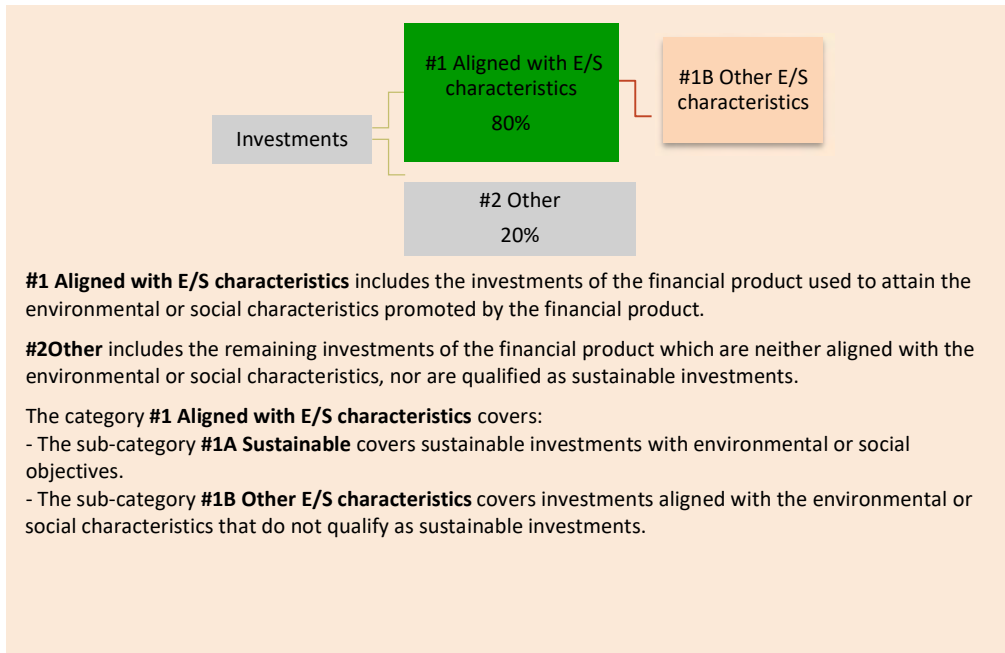 #1 Aligned with E/S
characteristics
80%
#1B Other E/S
characteristics
Investments
#2 Other
20%
#1 Aligned with E/S characteristics includes the investments of the financial product used to attain the
environmental or social characteristics promoted by the financial product.
#2Other includes the remaining investments of the financial product which are neither aligned with the
environmental or social characteristics, nor are qualified as sustainable investments.
The category #1 Aligned with E/S characteristics covers:
- The sub-category #1A Sustainable covers sustainable investments with environmental or social
objectives.
- The sub-category #1B Other E/S characteristics covers investments aligned with the environmental or
social characteristics that do not qualify as sustainable investments.